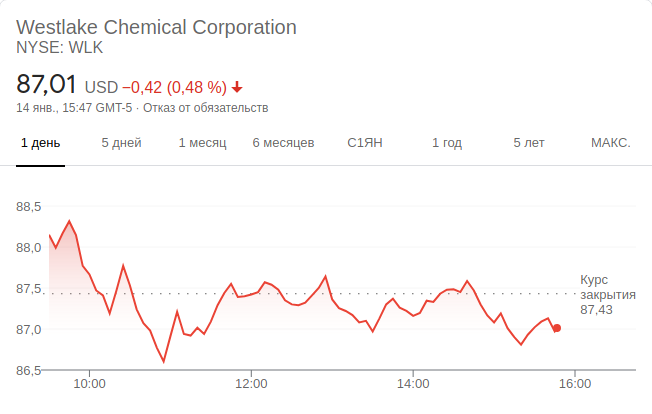 Westlake Chemical Corporation
NYSE: WLK
87,01 USD −0,42 (0,48 %)
14 янв., 15:47 GMT-5 · Отказ от обязательств
1 день 5 дней 1 месяц 6 месяцев С1ЯН 1 год 5 лет МАКС.
88,5
88,0
87,5
87,0
86,5
Курс
закрытия
87,43
10:00 12:00 14:00 16:00